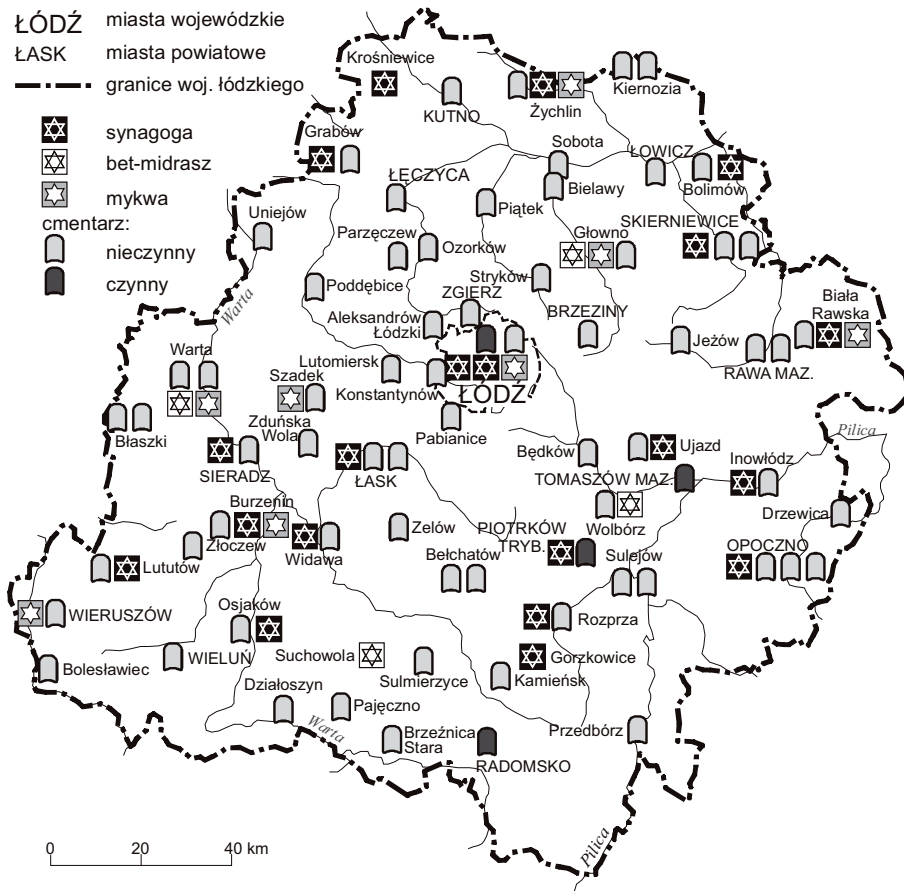 ŁÓDŹ miasta wojewódzkie
ŁASK miasta powiatowe
granice woj. łódzkiego
synagoga
bet-midrasz
mykwa
cmentarz:
nieczynny
czynny
Krośniewice
KUTNO
Żychlin
Kiernozia
Grabów
Sobota
ŁOWICZ
Bolimów
ŁĘCZYCA
Bielawy
Piątek
Uniejów
Parzęczew
Ozorków
Głowno
SKIERNIEWICE
Stryków
Poddębice
ZGIERZ
BRZEZINY
Biała
Rawska
Aleksandrów
Łódzki
Jeżów
RAWA MAZ.
Warta
Warta
Lutomiersk
Szadek
Konstantynów
ŁÓDŹ
Zduńska
Wola
Pabianice
Błaszki
Pilica
Będków
Ujazd
SIERADZ
ŁASK
TOMASZÓW MAZ.
Inowłódz
Burzenin
Zelów
PIOTRKÓW
TRYB.
Wolbórz
Drzewica
Złoczew
Widawa
Bełchatów
Sulejów
OPOCZNO
Lututów
WIERUSZÓW
Osjaków
Rozprza
Bolesławiec
WIELUŃ
Suchowola
Sulmierzyce
Gorzkowice
Kamieńsk
Działoszyn
Pajęczno
Warta
Brzeźnica
Stara
RADOMSKO
Przedbórz
Pilica
0 20 40 km